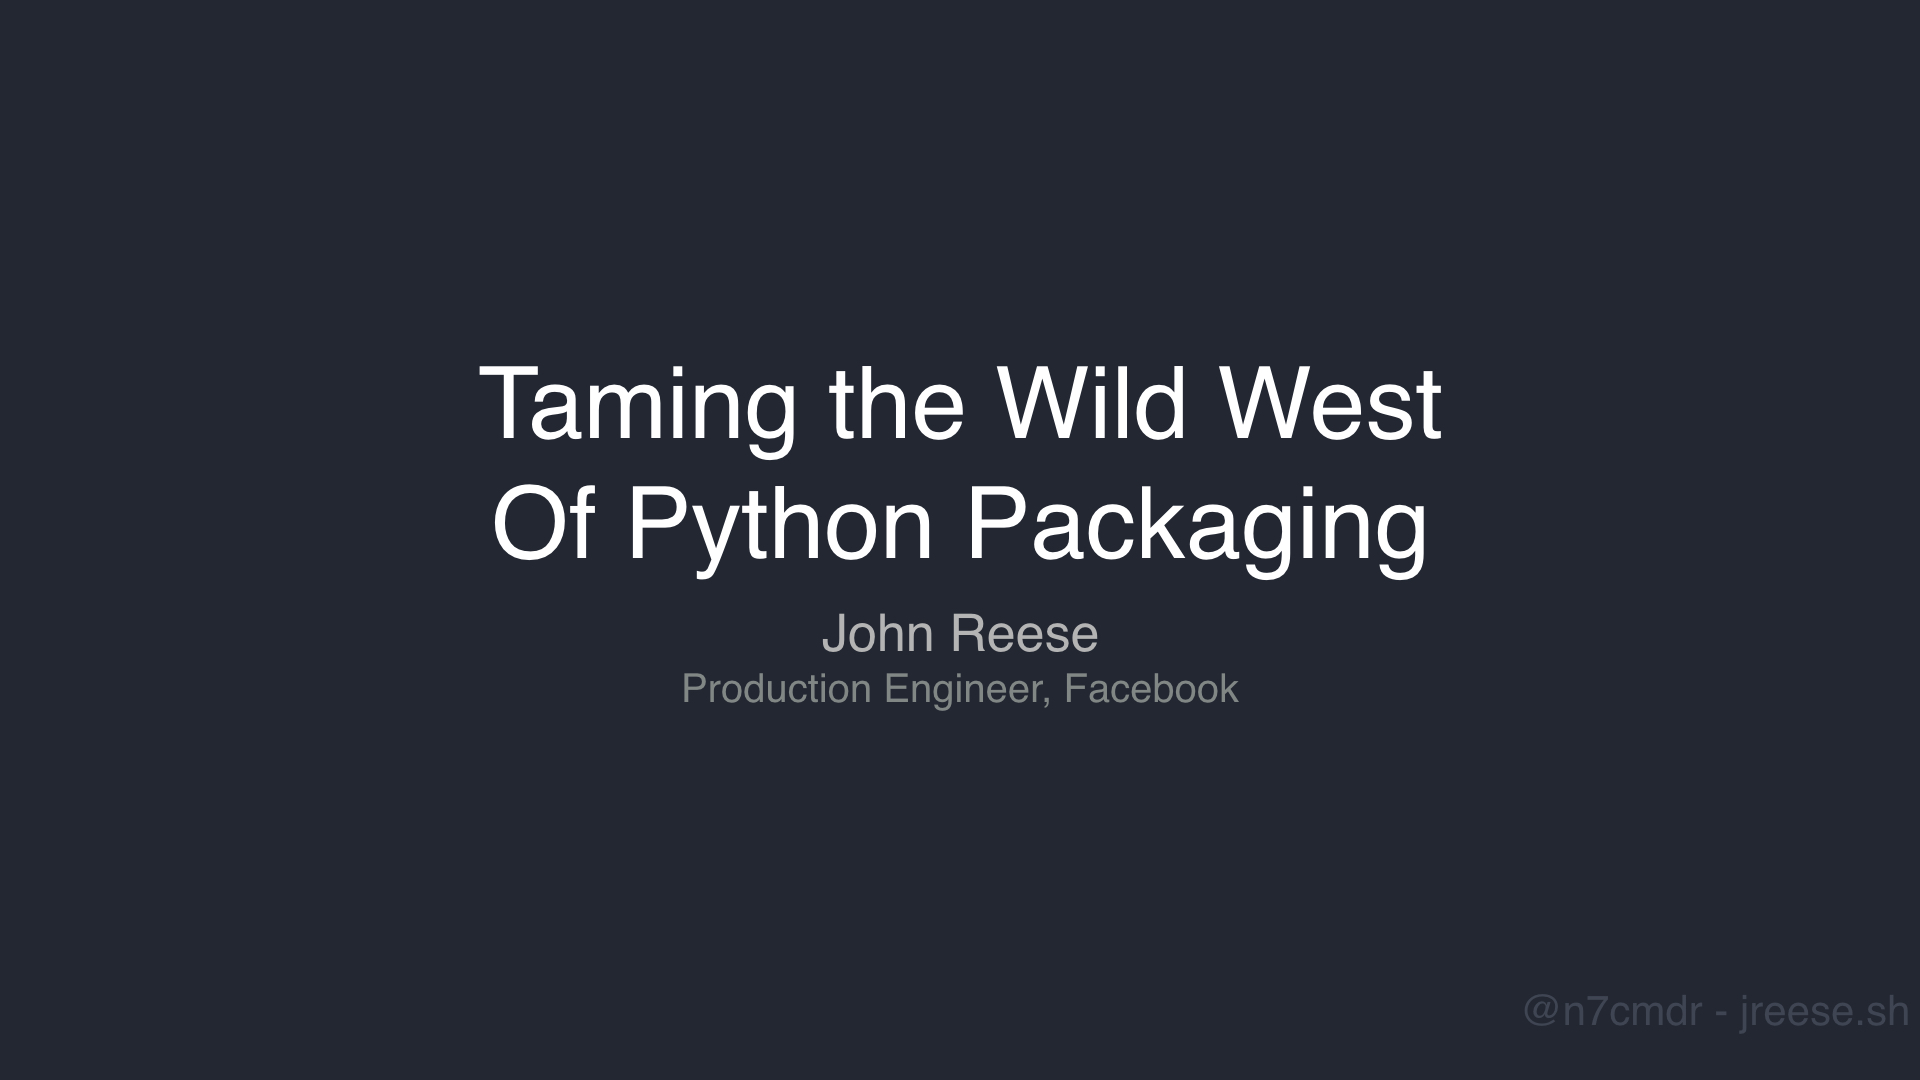 Taming the Wild West
Of Python Packaging
John Reese
Production Engineer, Facebook
@n7cmdr - jreese.sh